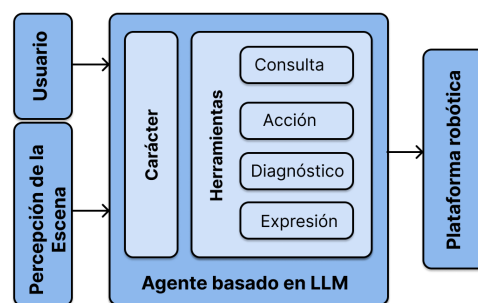 Usuario
Percepción de la
Escena
Carácter
Herramientas
Consulta
Acción
Diagnóstico
Expresión
Agente basado en LLM
Plataforma robótica